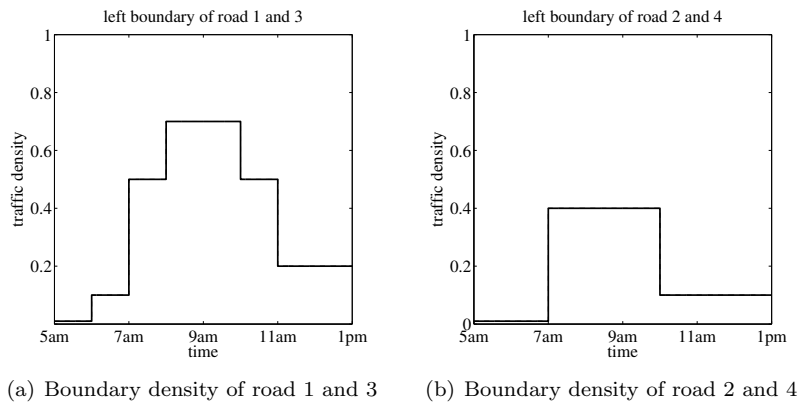 left boundary of road 1 and 3
1
0.8
0.6
0.4
0.2
traffic density
5am 7am 9am 11am 1pm
time
(a) Boundary density of road 1 and 3
left boundary of road 2 and 4
1
0.8
0.6
0.4
0.2
0
traffic density
5am 7am 9am 11am 1pm
time
(b) Boundary density of road 2 and 4